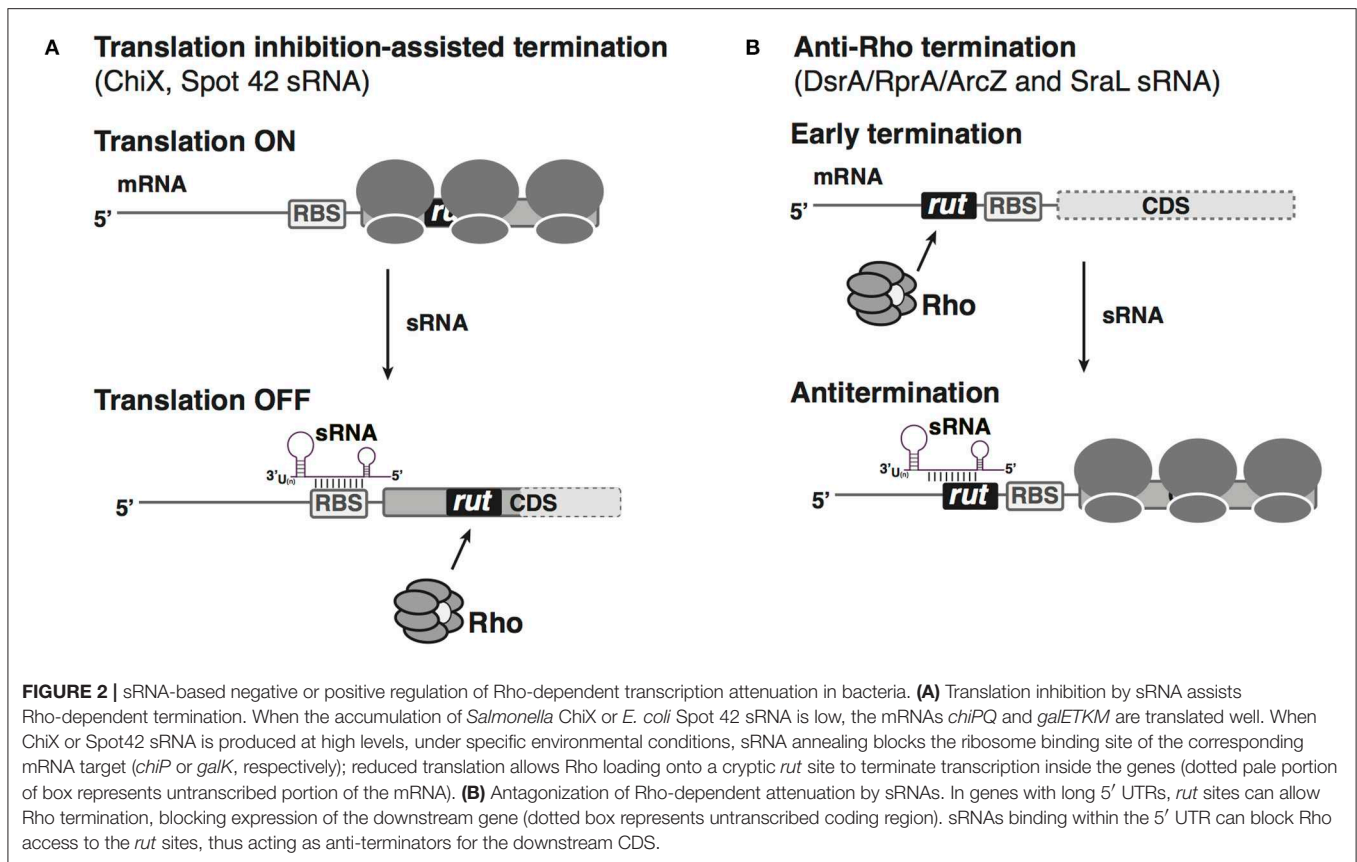 A Translation inhibition-assisted termination
(ChiX, Spot 42 sRNA)
Translation ON
mRNA
5′
RBS
ru
sRNA
Translation OFF
sRNA
3'U(n)
5'
5′
RBS
rut
CDS
Rho
B Anti-Rho termination
(DsrA/RprA/ArcZ and SraL sRNA)
Early termination
mRNA
5′
rut
RBS
CDS
Rho
sRNA
Antitermination
sRNA
3'U(n)
5'
5′
rut
RBS
FIGURE 2 | sRNA-based negative or positive regulation of Rho-dependent transcription attenuation in bacteria. (A) Translation inhibition by sRNA assists
Rho-dependent termination. When the accumulation of Salmonella ChiX or E. coli Spot 42 sRNA is low, the mRNAs chiPQ and galETKM are translated well. When
ChiX or Spot42 sRNA is produced at high levels, under specific environmental conditions, sRNA annealing blocks the ribosome binding site of the corresponding
mRNA target (chiP or galK, respectively); reduced translation allows Rho loading onto a cryptic rut site to terminate transcription inside the genes (dotted pale portion
of box represents untranscribed portion of the mRNA). (B) Antagonization of Rho-dependent attenuation by sRNAs. In genes with long 5′ UTRs, rut sites can allow
Rho termination, blocking expression of the downstream gene (dotted box represents untranscribed coding region). sRNAs binding within the 5′ UTR can block Rho
access to the rut sites, thus acting as anti-terminators for the downstream CDS.